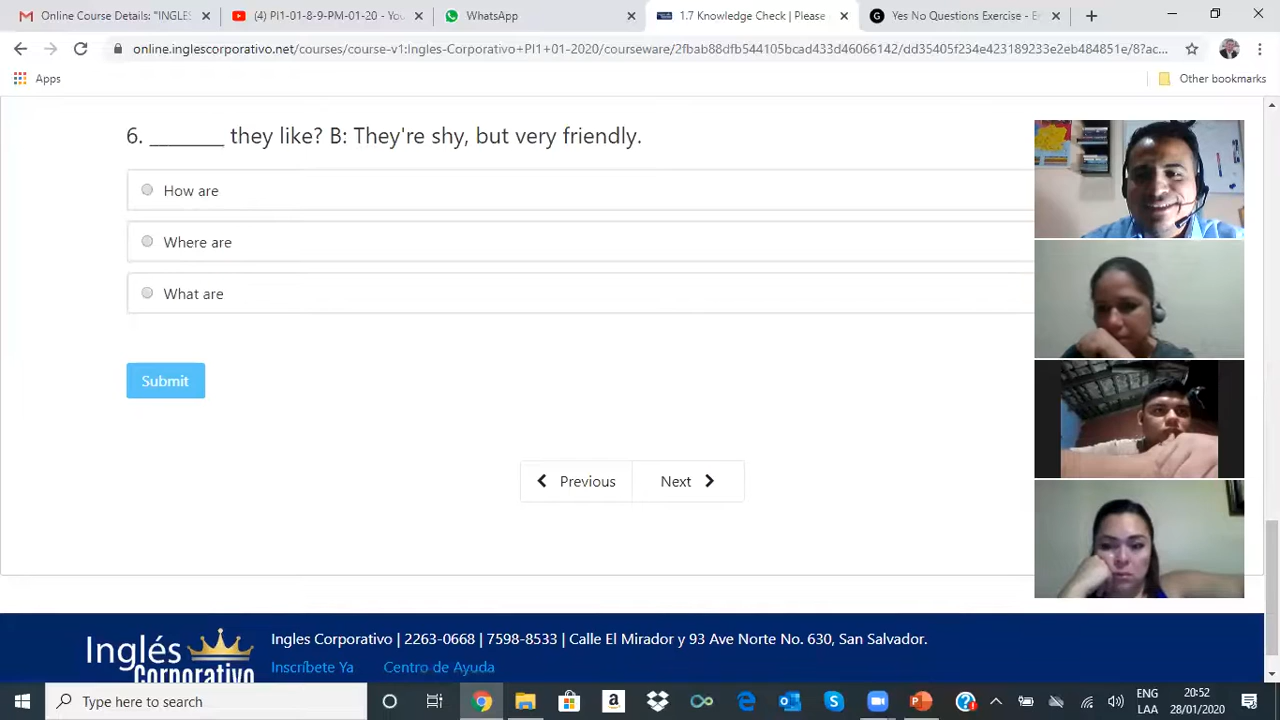 Online Course Details: "INGLÉS
(4) PI1-01-8-9-PM-01-20 - Y
WhatsApp
1.7 Knowledge Check | Please
Yes No Questions Exercise - EF
online.inglescorporativo.net/courses/course-v1:Ingles-Corporativo+PI1+01-2020/courseware/2fbab88dfb544105bcad433d46066142/dd35405f234e423189233e2eb484851e/8?ac...
Apps
Other bookmarks
6. _______ they like? B: They're shy, but very friendly.
How are
Where are
What are
Submit
Previous
Next
Inglés
Corporativo
Ingles Corporativo | 2263-0668 | 7598-8533 | Calle El Mirador y 93 Ave Norte No. 630, San Salvador.
Inscríbete Ya
Centro de Ayuda
Type here to search
ENG
LAA
20:52
28/01/2020